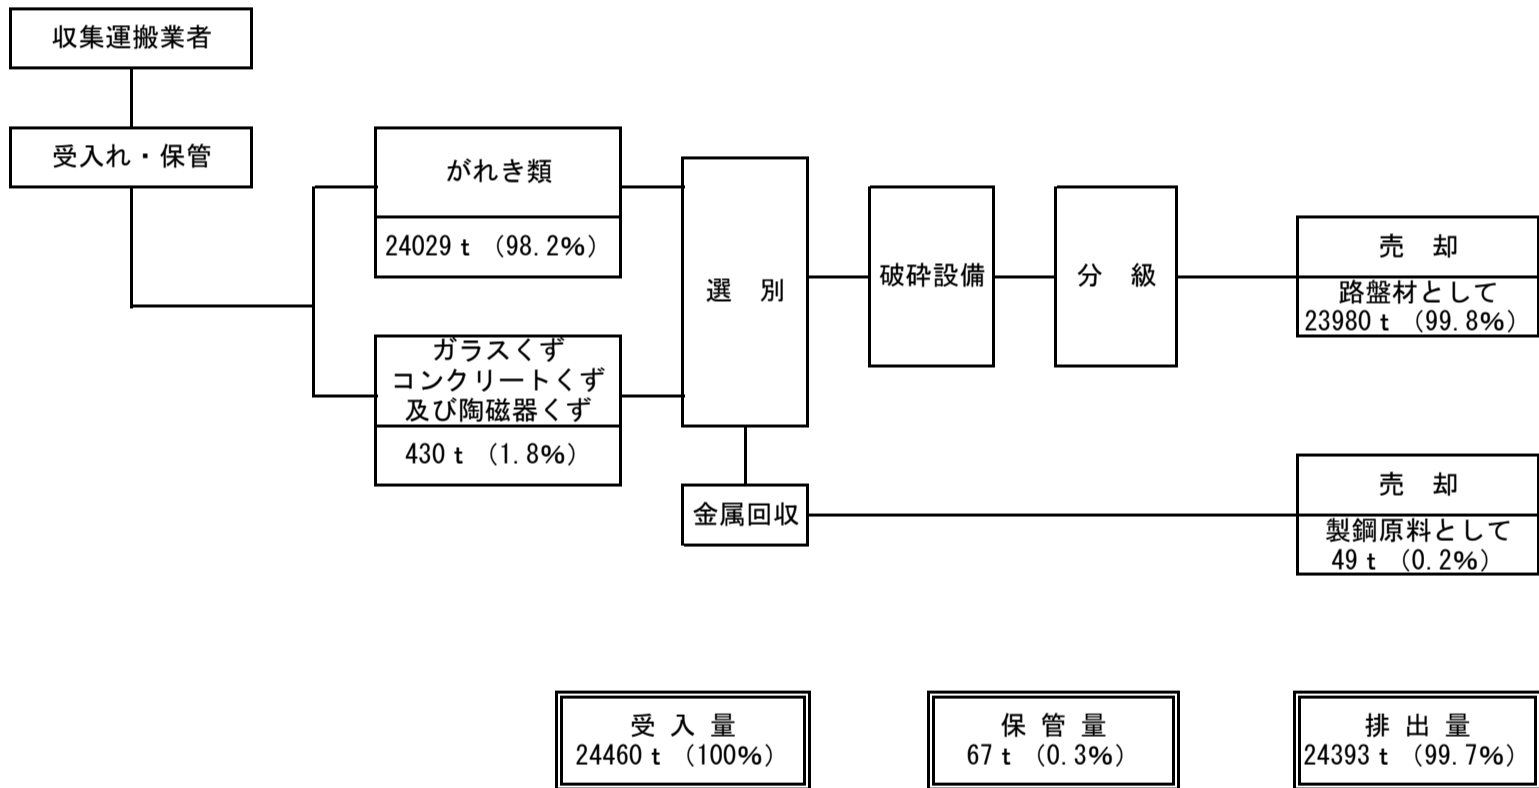 収集運搬業者
受入れ・保管
がれき類
24029ｔ（98.2%）
ガラスくず
コンクリートくず
及び陶磁器くず
430ｔ（1.8%）
選　別
金属回収
破砕設備
分　級
売　却
路盤材として
23980ｔ（99.8%）
売　却
製鋼原料として
49ｔ（0.2%）
受 入 量
24460ｔ（100%）
保 管 量
67ｔ（0.3%）
排 出 量
24393ｔ（99.7%）